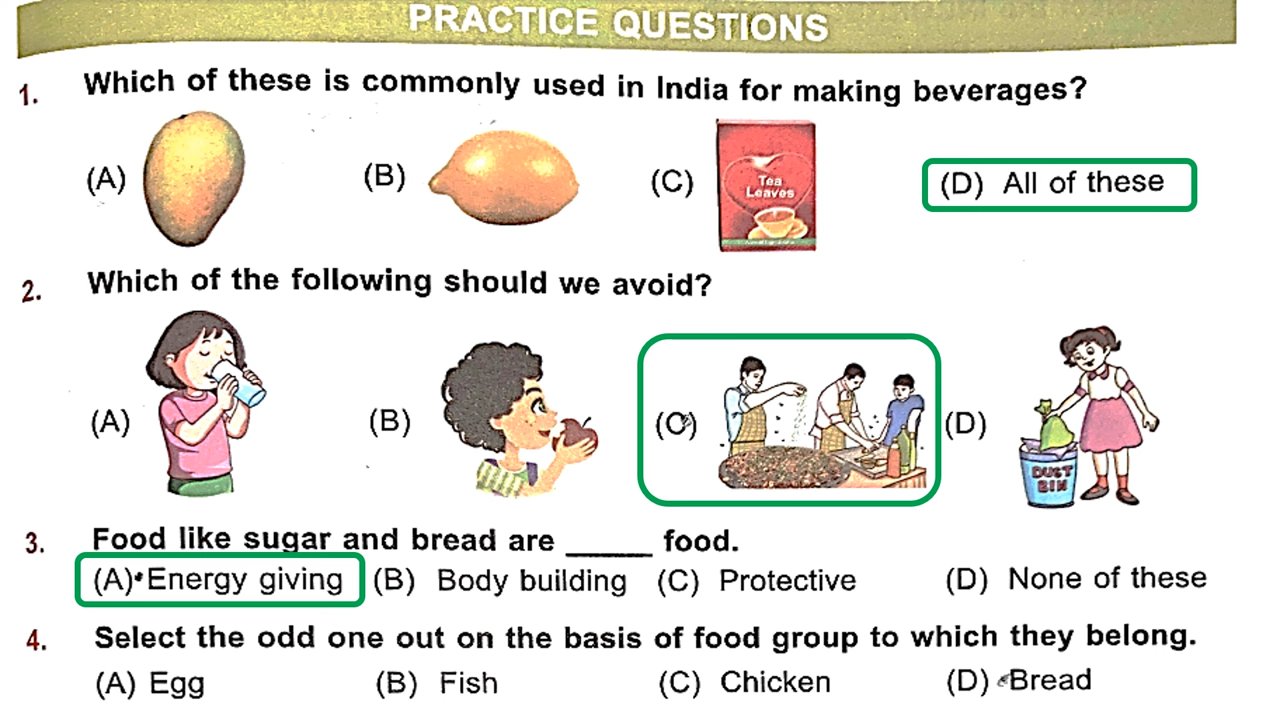 PRACTICE QUESTIONS
1. Which of these is commonly used in India for making beverages?
(A) (B) (C) Tea Leaves (D) All of these
2. Which of the following should we avoid?
(A) (B) (C) (D) DUST BIN
3. Food like sugar and bread are ______ food.
(A) Energy giving (B) Body building (C) Protective (D) None of these
4. Select the odd one out on the basis of food group to which they belong.
(A) Egg (B) Fish (C) Chicken (D) Bread